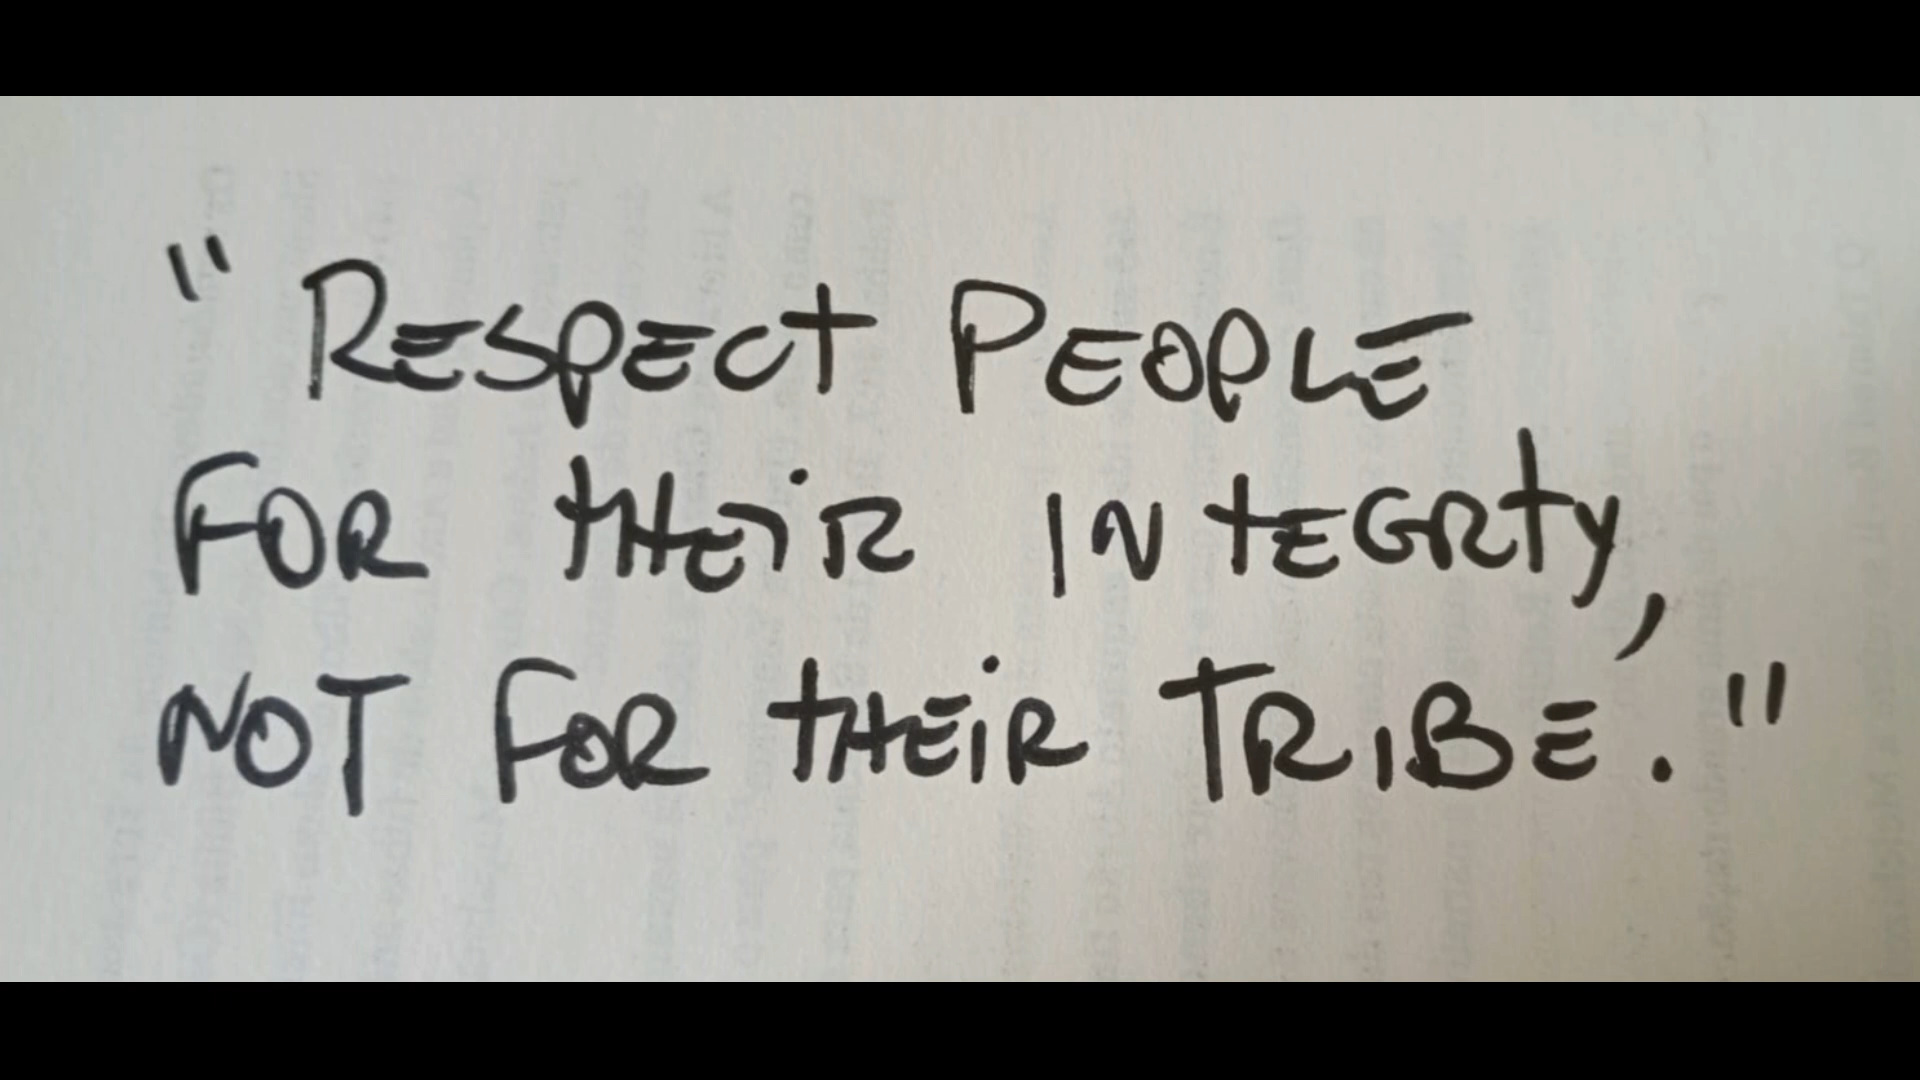 "RESPECT PEOPLE
FOR THEIR INTEGRTY,
NOT FOR THEIR TRIBE."